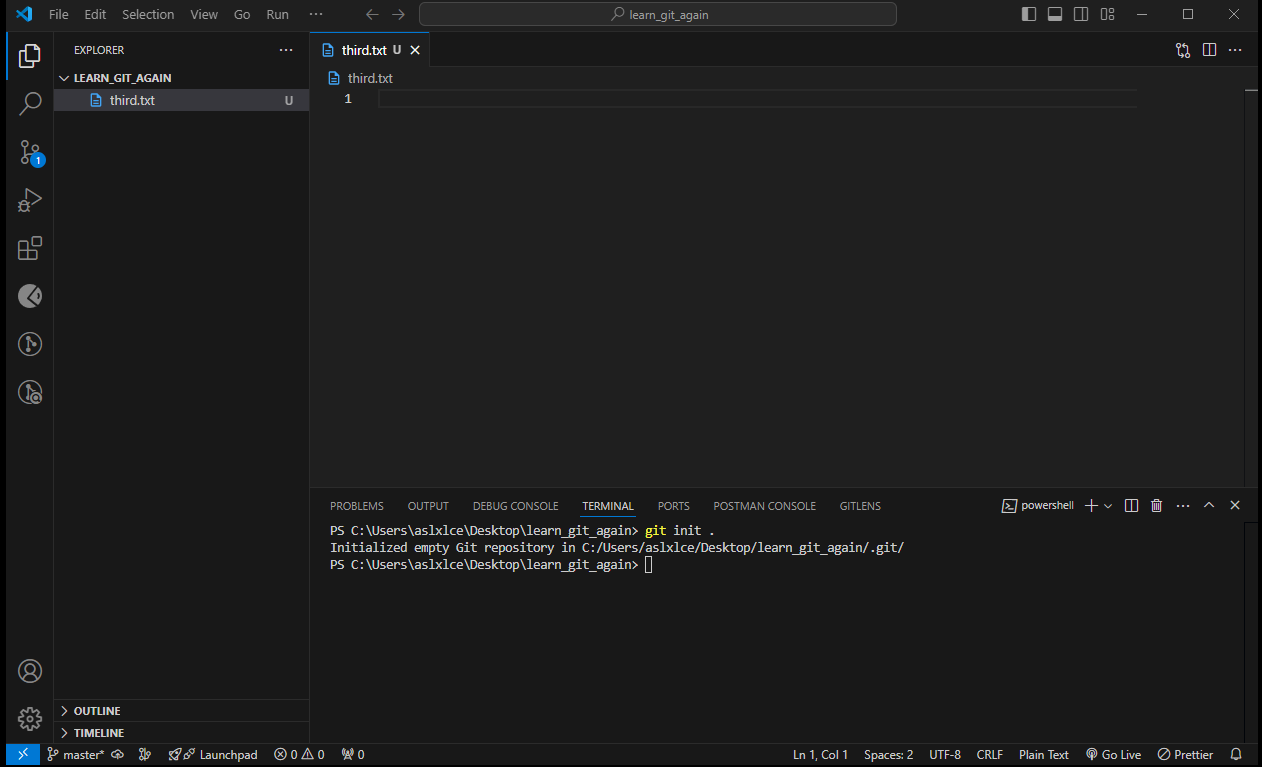 File Edit Selection View Go Run ··· learn_git_again
EXPLORER ···
LEARN_GIT_AGAIN
third.txt U
third.txt U
third.txt
1
1
PROBLEMS OUTPUT DEBUG CONSOLE TERMINAL PORTS POSTMAN CONSOLE GITLENS powershell ···
PS C:\Users\aslxlce\Desktop\learn_git_again> git init .
Initialized empty Git repository in C:/Users/aslxlce/Desktop/learn_git_again/.git/
PS C:\Users\aslxlce\Desktop\learn_git_again>
OUTLINE
TIMELINE
master* Launchpad 0 0 0 Ln 1, Col 1 Spaces: 2 UTF-8 CRLF Plain Text Go Live Prettier